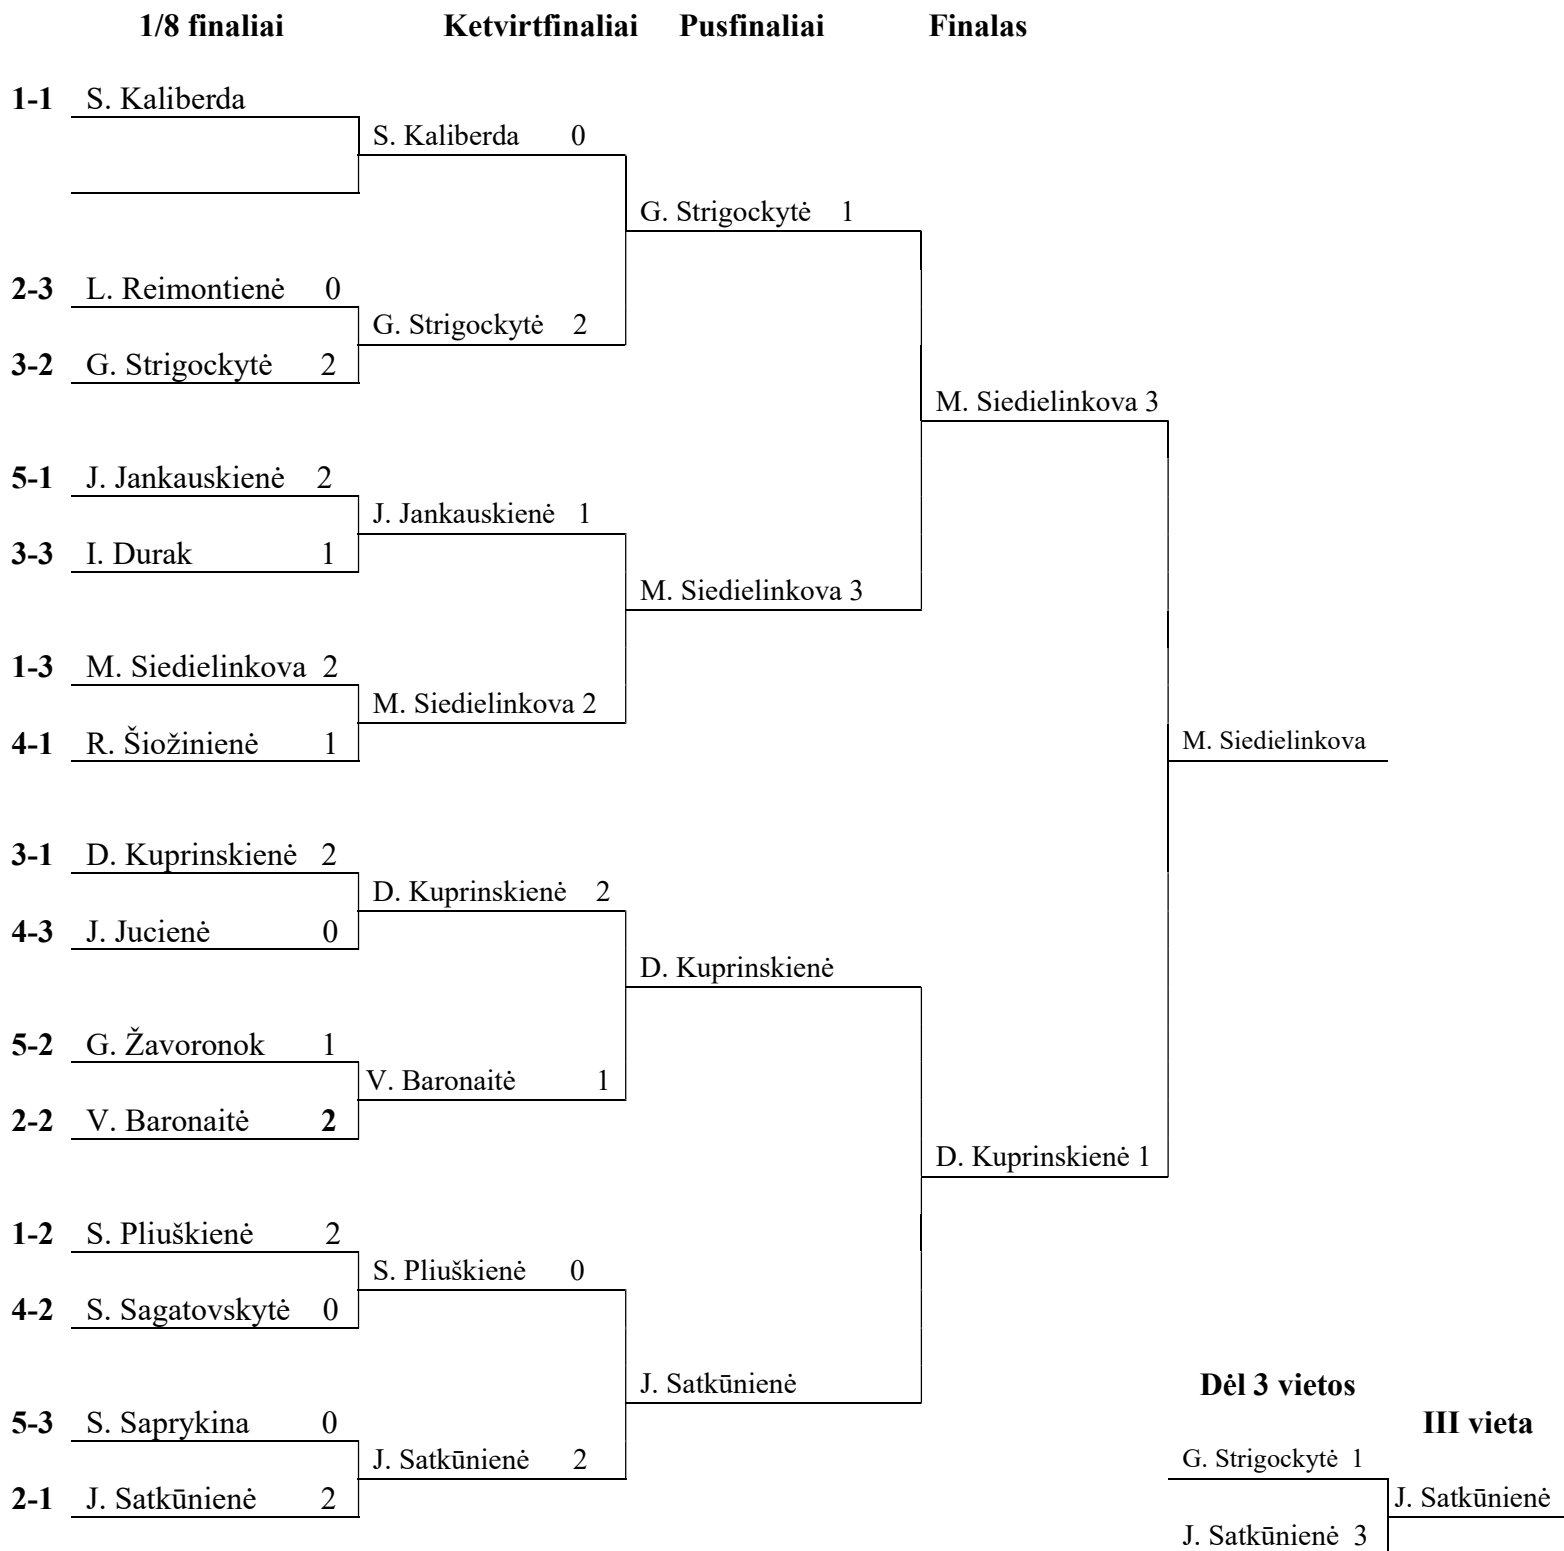 1/8 finaliai Ketvirtfinaliai Pusfinaliai Finalas
1-1 S. Kaliberda
S. Kaliberda 0
G. Strigockytė 1
2-3 L. Reimontienė 0
G. Strigockytė 2
3-2 G. Strigockytė 2
M. Siedielinkova 3
5-1 J. Jankauskienė 2
J. Jankauskienė 1
3-3 I. Durak 1
M. Siedielinkova 3
1-3 M. Siedielinkova 2
M. Siedielinkova 2
4-1 R. Šiožinienė 1
M. Siedielinkova
3-1 D. Kuprinskienė 2
D. Kuprinskienė 2
4-3 J. Jucienė 0
D. Kuprinskienė
5-2 G. Žavoronok 1
V. Baronaitė 1
2-2 V. Baronaitė 2
D. Kuprinskienė 1
1-2 S. Pliuškienė 2
S. Pliuškienė 0
4-2 S. Sagatovskytė 0
J. Satkūnienė
Dėl 3 vietos
5-3 S. Saprykina 0
III vieta
J. Satkūnienė 2
G. Strigockytė 1
2-1 J. Satkūnienė 2
J. Satkūnienė
J. Satkūnienė 3